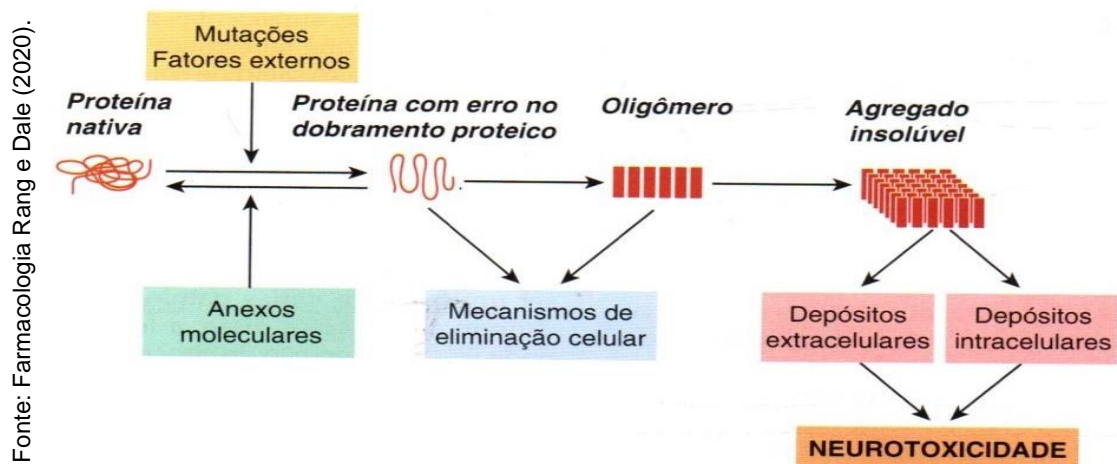 Fonte: Farmacologia Rang e Dale (2020).
Mutações
Fatores externos
Proteína
nativa
Proteína com erro no
dobramento proteico
Oligômero
Agregado
insolúvel
Anexos
moleculares
Mecanismos de
eliminação celular
Depósitos
extracelulares
Depósitos
intracelulares
NEUROTOXICIDADE